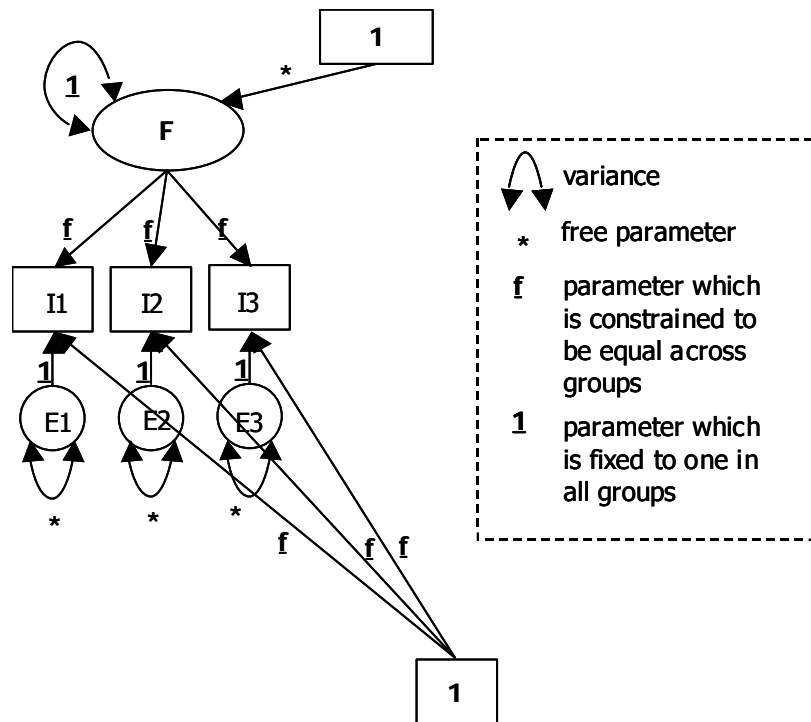 1
*
1
F
f
f
f
I1
I2
I3
1
1
1
E1
E2
E3
*
*
*
f
f
f
1
variance
*
free parameter
f
parameter which
is constrained to
be equal across
groups
1
parameter which
is fixed to one in
all groups